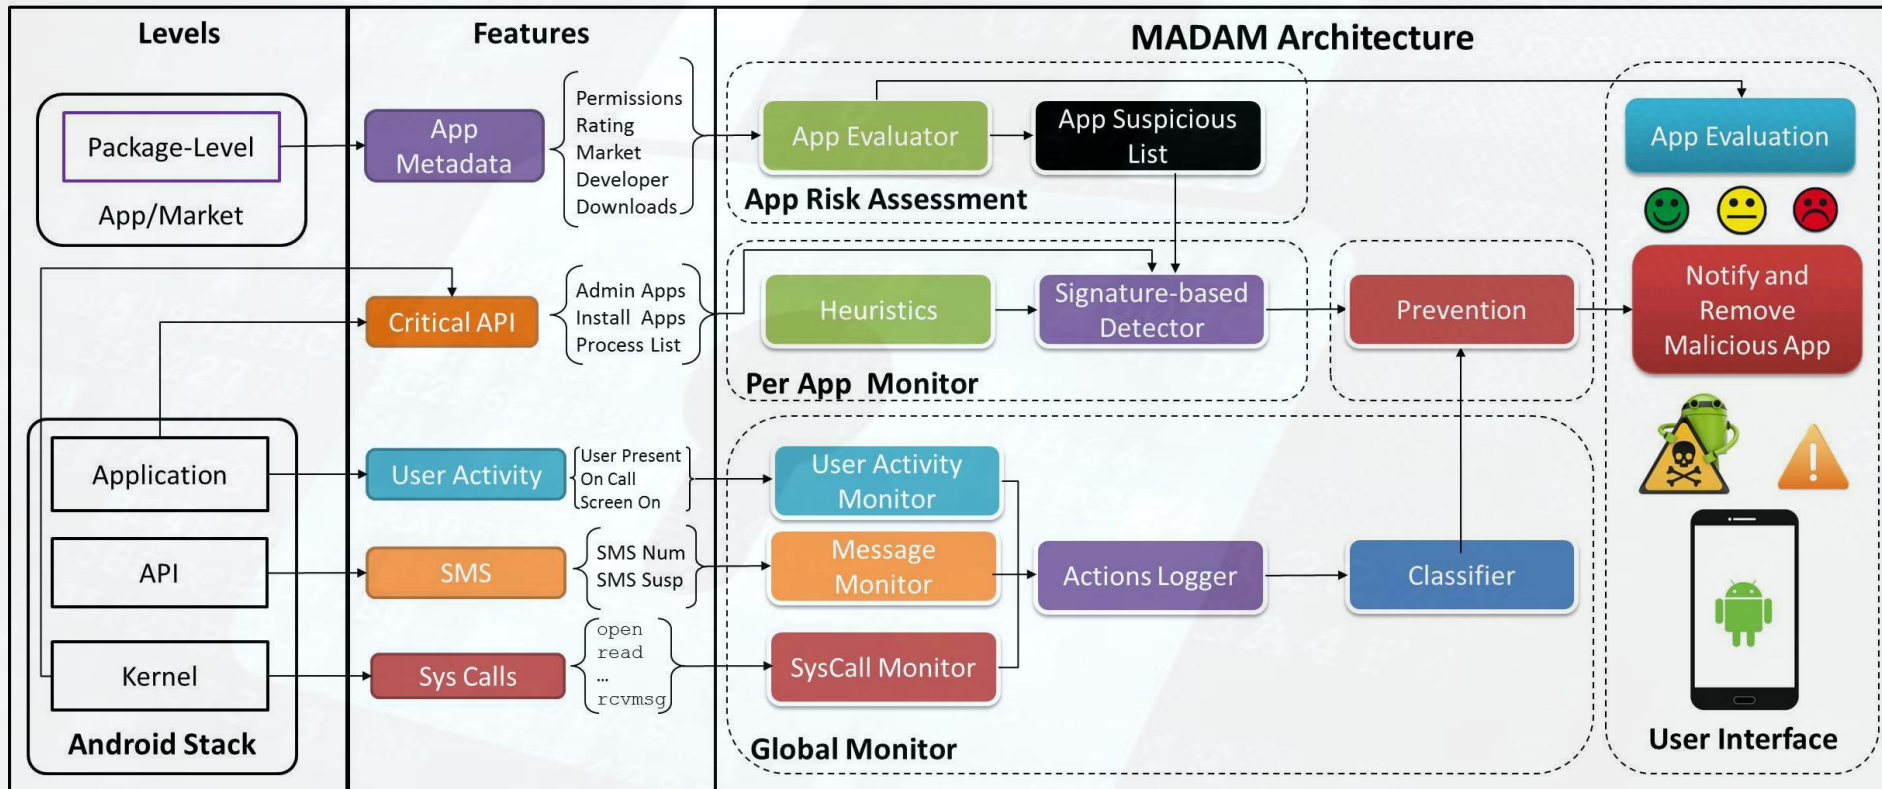 Levels
Features
MADAM Architecture
Package-Level
App/Market
App
Metadata
Permissions
Rating
Market
Developer
Downloads
App Evaluator
App Suspicious
List
App Risk Assessment
App Evaluation
Critical API
Admin Apps
Install Apps
Process List
Heuristics
Signature-based
Detector
Per App Monitor
Prevention
Notify and
Remove
Malicious App
Application
API
Kernel
Android Stack
User Activity
User Present
On Call
Screen On
SMS
SMS Num
SMS Susp
Sys Calls
open
read
…
rcvmsg
User Activity
Monitor
Message
Monitor
SysCall Monitor
Actions Logger
Classifier
Global Monitor
User Interface